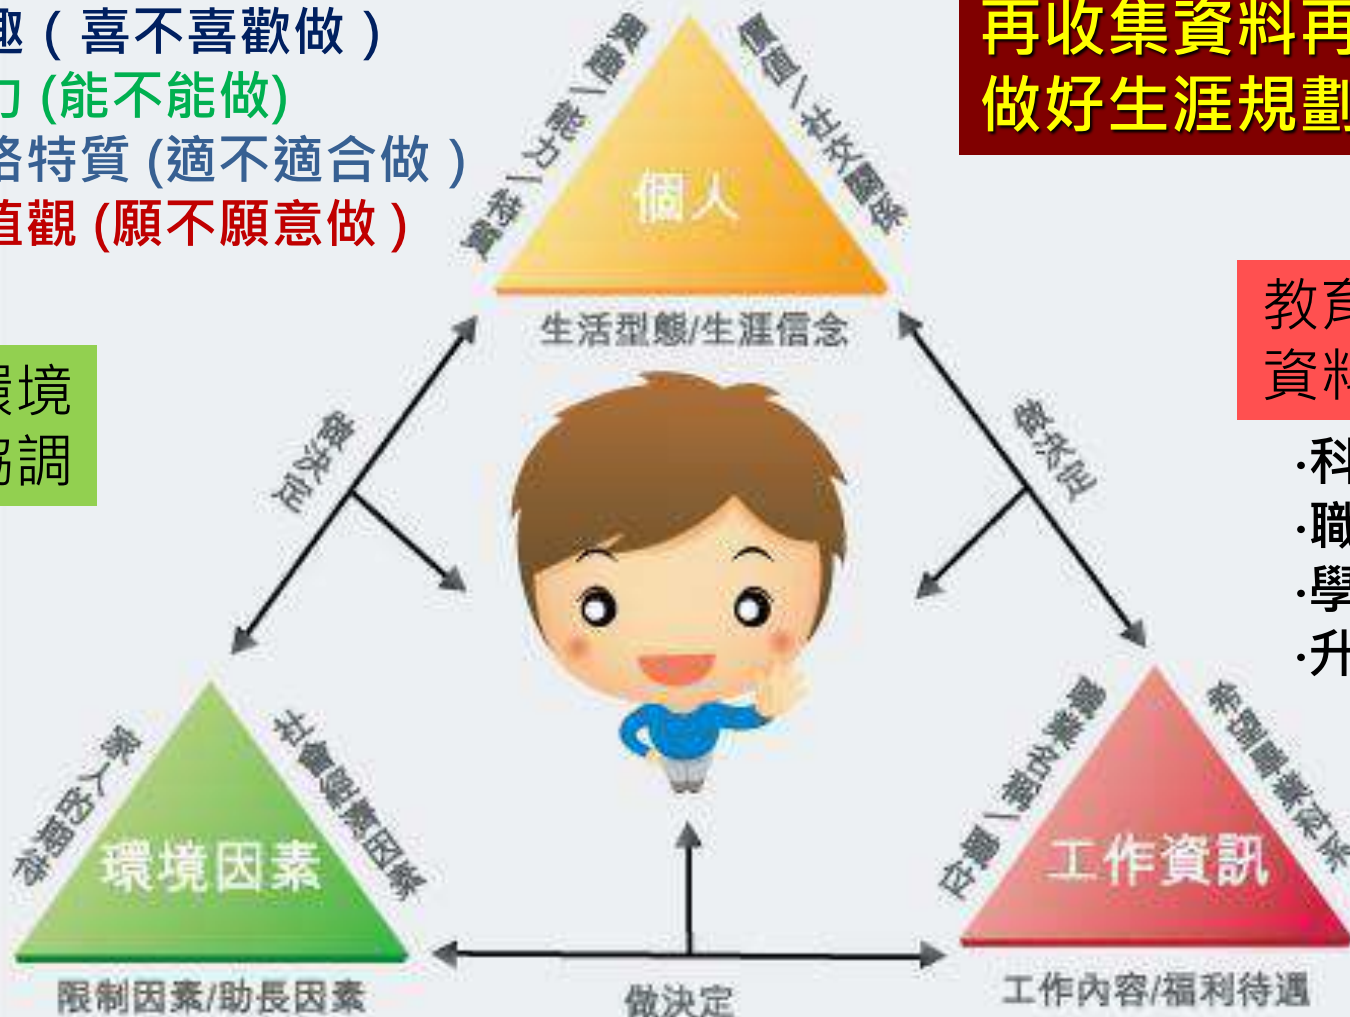 趣 ( 喜不喜歡做 )
力 (能不能做)
格特質 (適不適合做 )
值觀 (願不願意做 )
再收集資料再
做好生涯規劃
興趣/能力/特質
價值/社交關係
個人
生活型態/生涯信念
環境
協調
教育
資料
·科
·職
·學
·升
做決定
做決定
家人的期待
社會與業因素
環境因素
限制因素/助長因素
職業名稱/職位
希望職業科系
工作資訊
工作內容/福利待遇
做決定